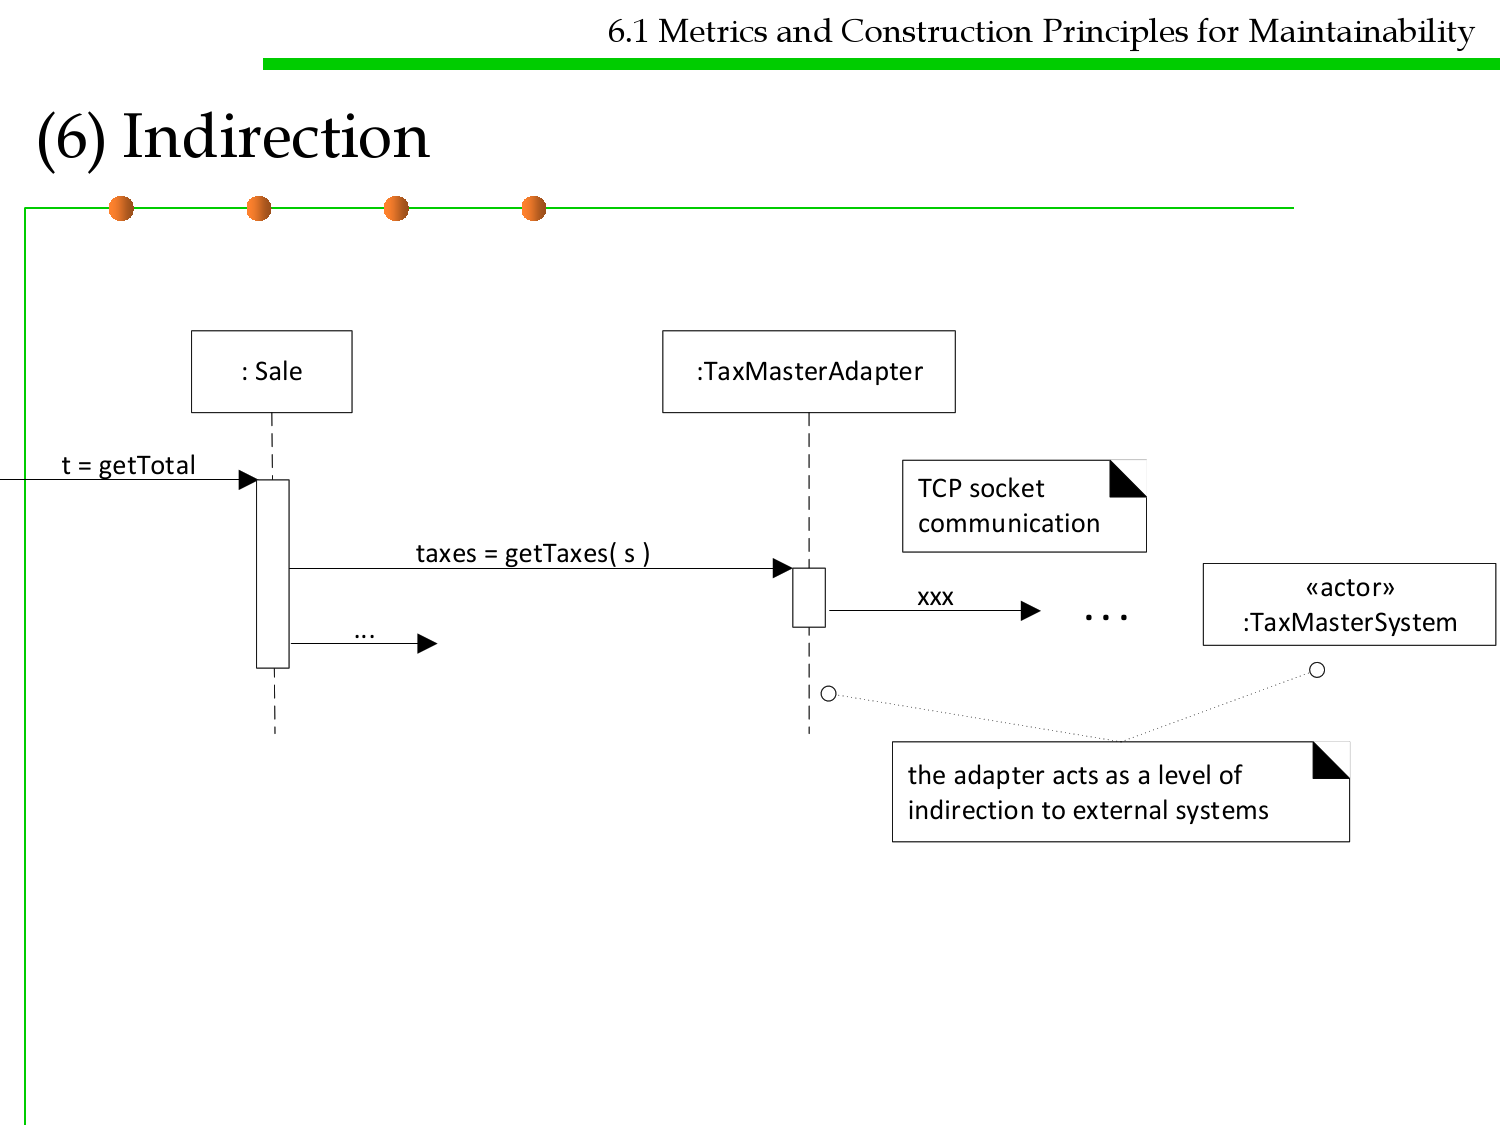 6.1 Metrics and Construction Principles for Maintainability
(6) Indirection
: Sale
:TaxMasterAdapter
t = getTotal
TCP socket
communication
taxes = getTaxes( s )
«actor»
:TaxMasterSystem
xxx
. . .
...
the adapter acts as a level of
indirection to external systems